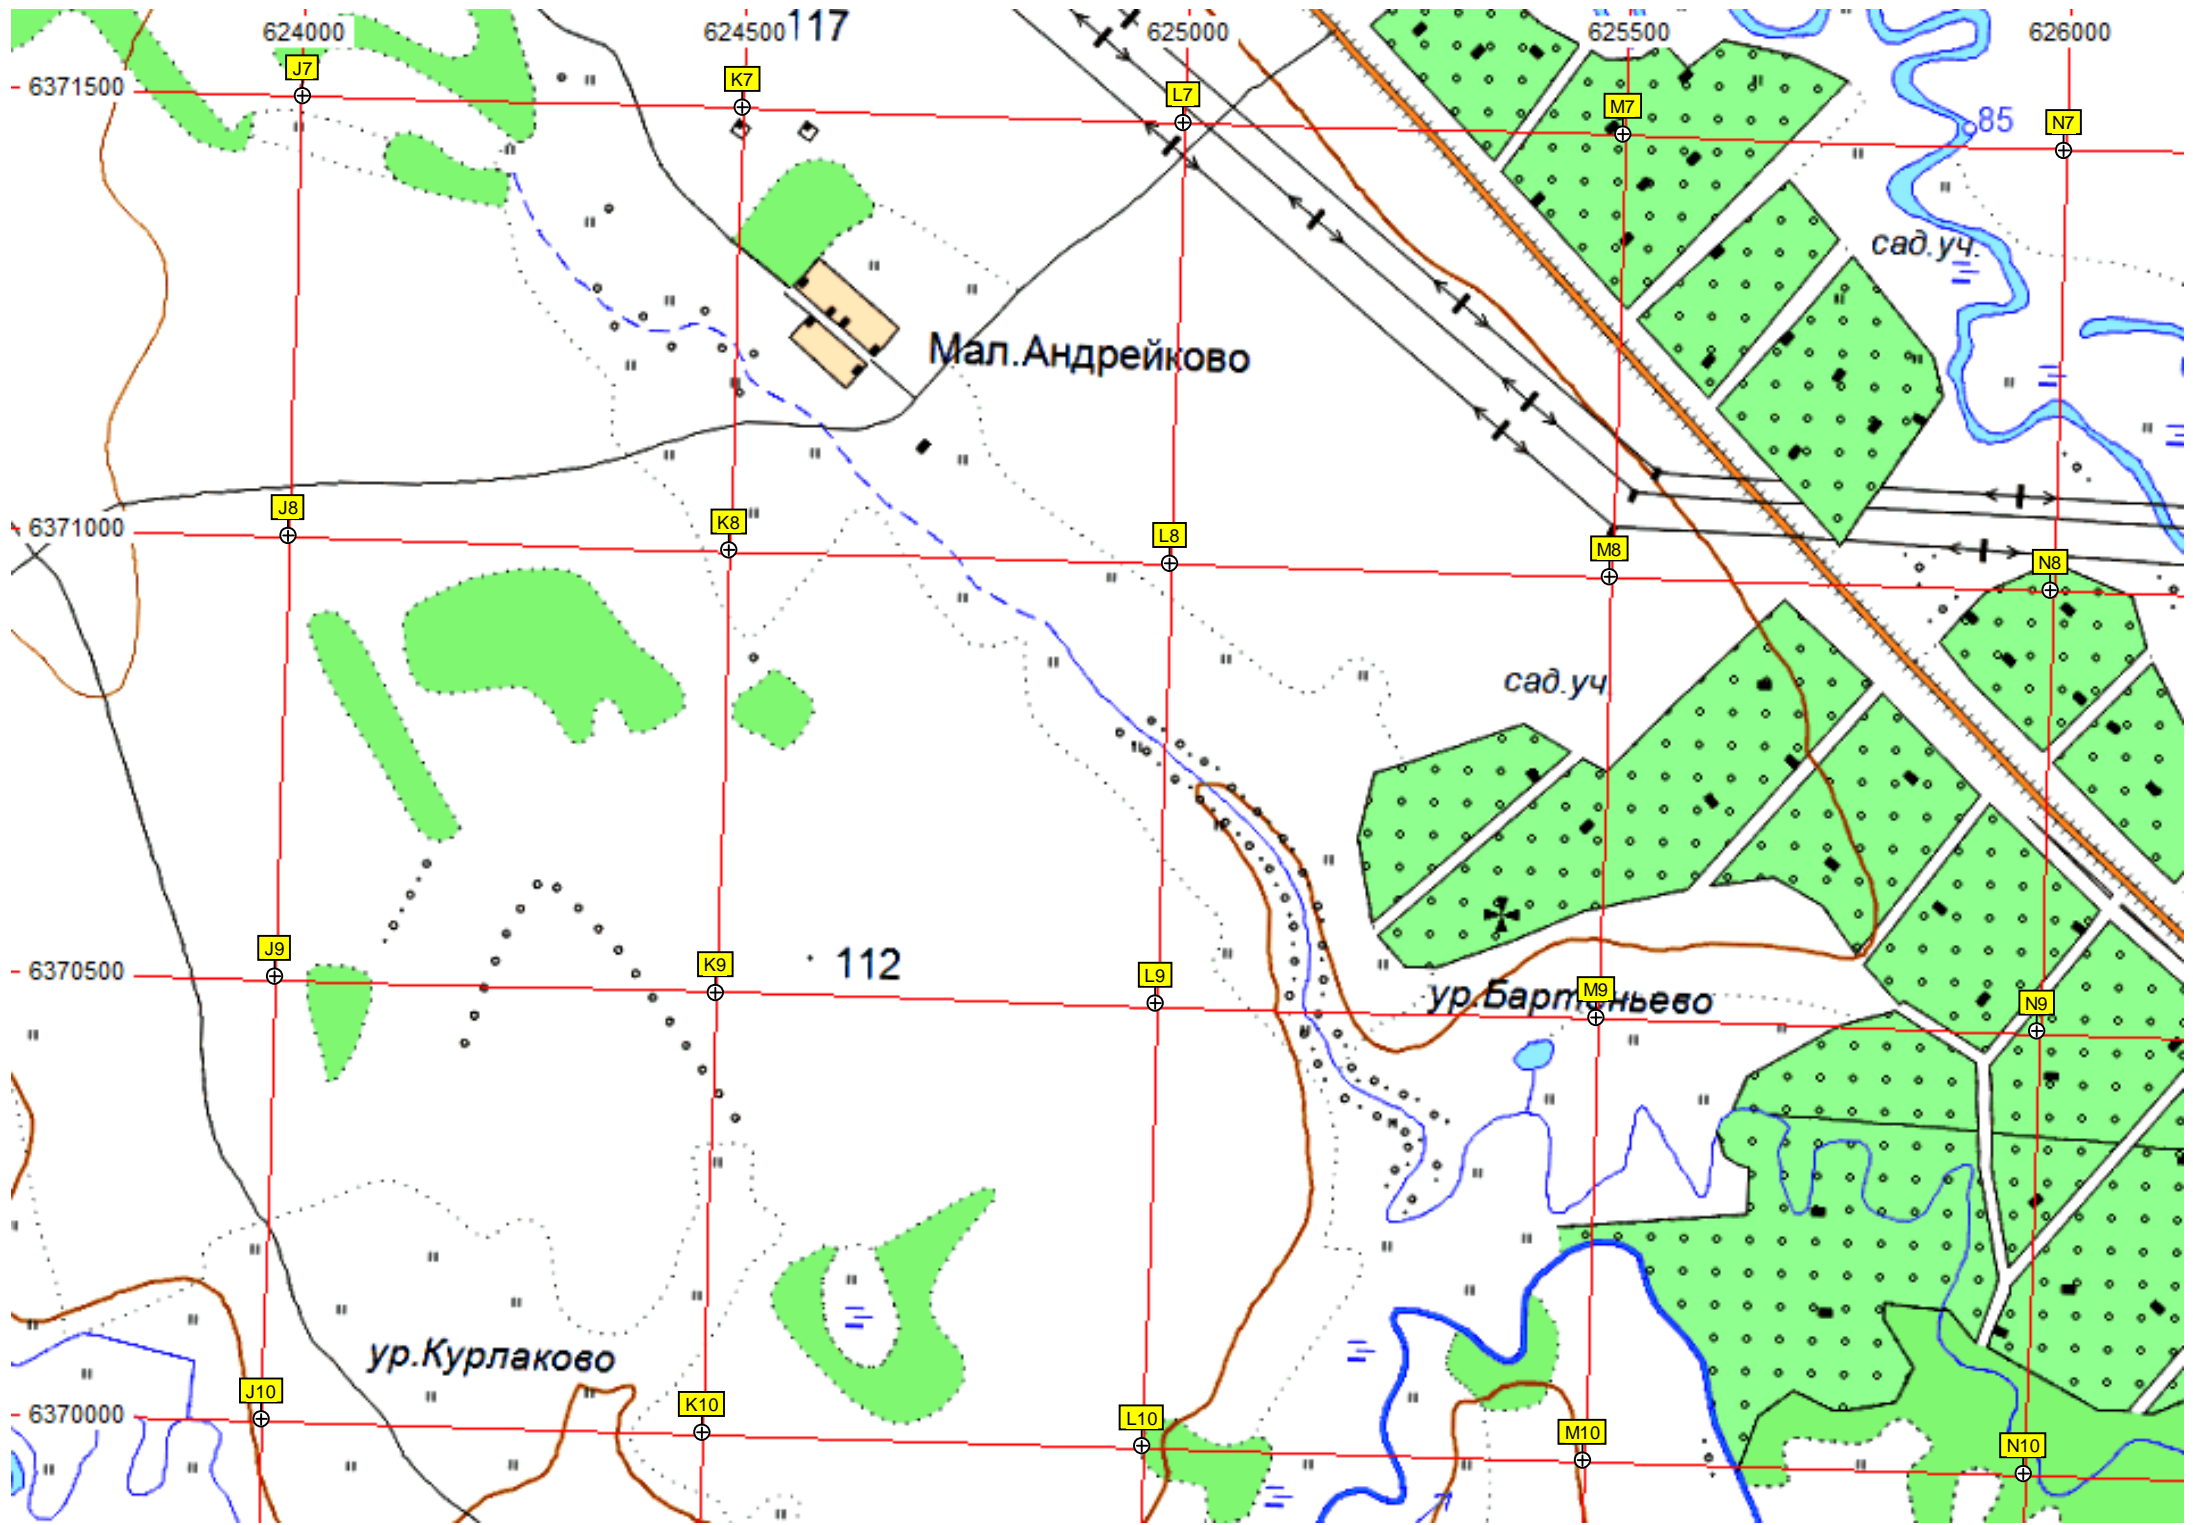 117
624000 624500 625000 625500 626000
J7 K7 L7 M7 N7
6371500
85
сад.уч.
Мал.Андрейково
J8 K8 L8 M8 N8
6371000
сад.уч.
J9 K9 L9 M9 N9
6370500
112
ур.Бартеньево
ур.Курлаково
J10 K10 L10 M10 N10
6370000